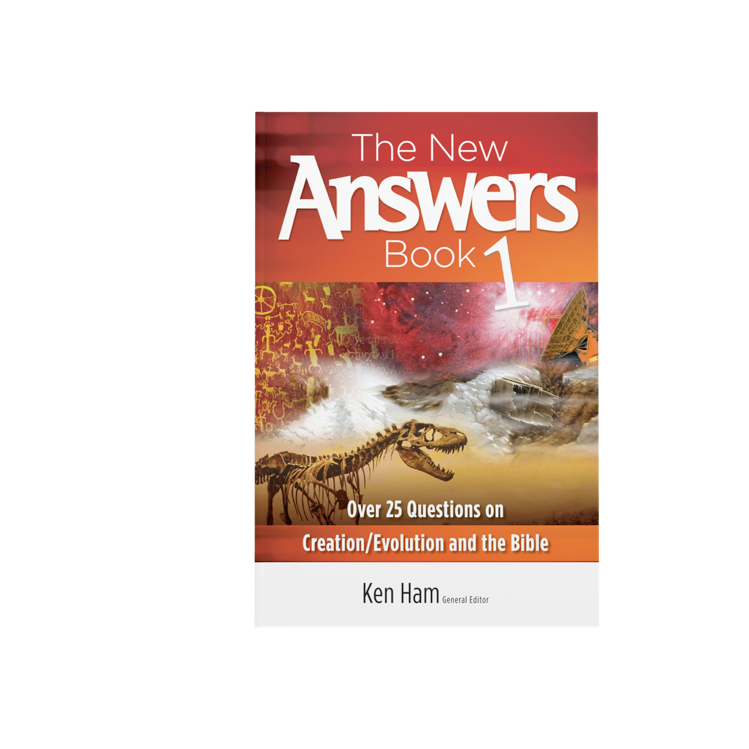 The New
Answers
Book 1
Over 25 Questions on
Creation/Evolution and the Bible
Ken Ham General Editor